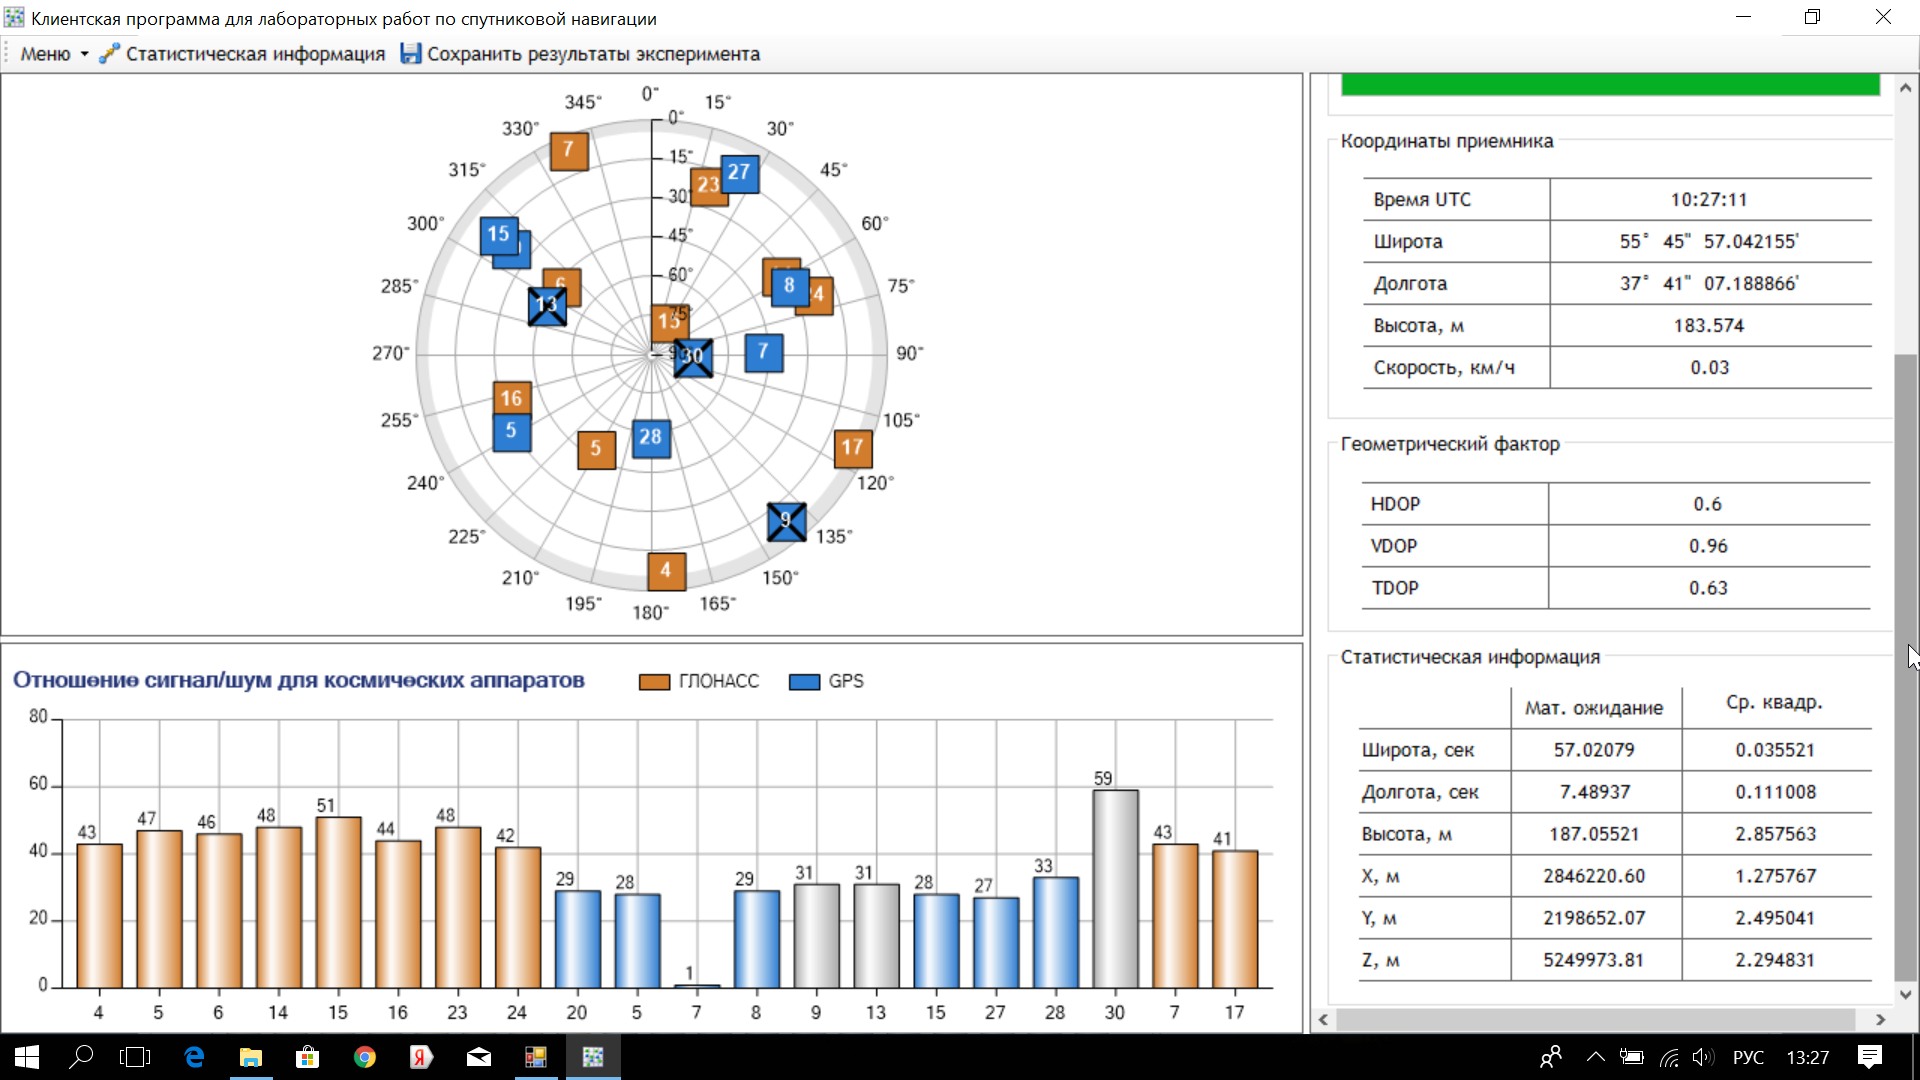 Клиентская программа для лабораторных работ по спутниковой навигации
Меню Статистическая информация Сохранить результаты эксперимента
0°
345° 15°
330° 30°
315° 45°
300° 60°
285° 75°
270° 90°
255° 105°
240° 120°
225° 135°
210° 150°
195° 165°
180°
0°
15°
30°
45°
60°
75°
7
23
27
15
6
13
8
24
15
30
7
16
5
5
28
17
9
4
Отношение сигнал/шум для космических аппаратов ГЛОНАСС GPS
80
60
40
20
0
43 47 46 48 51 44 48 42 29 28 1 29 31 31 28 27 33 59 43 41
4 5 6 14 15 16 23 24 20 5 7 8 9 13 15 27 28 30 7 17
Координаты приемника
Время UTC 10:27:11
Широта 55° 45" 57.042155'
Долгота 37° 41" 07.188866'
Высота, м 183.574
Скорость, км/ч 0.03
Геометрический фактор
HDOP 0.6
VDOP 0.96
TDOP 0.63
Статистическая информация
Мат. ожидание Ср. квадр.
Широта, сек 57.02079 0.035521
Долгота, сек 7.48937 0.111008
Высота, м 187.05521 2.857563
X, м 2846220.60 1.275767
Y, м 2198652.07 2.495041
Z, м 5249973.81 2.294831
РУС 13:27